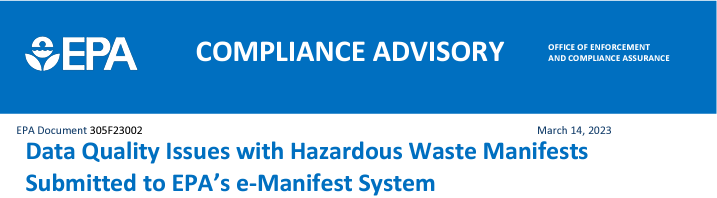 EPA
COMPLIANCE ADVISORY
OFFICE OF ENFORCEMENT
AND COMPLIANCE ASSURANCE
EPA Document 305F23002
March 14, 2023
Data Quality Issues with Hazardous Waste Manifests
Submitted to EPA’s e-Manifest System